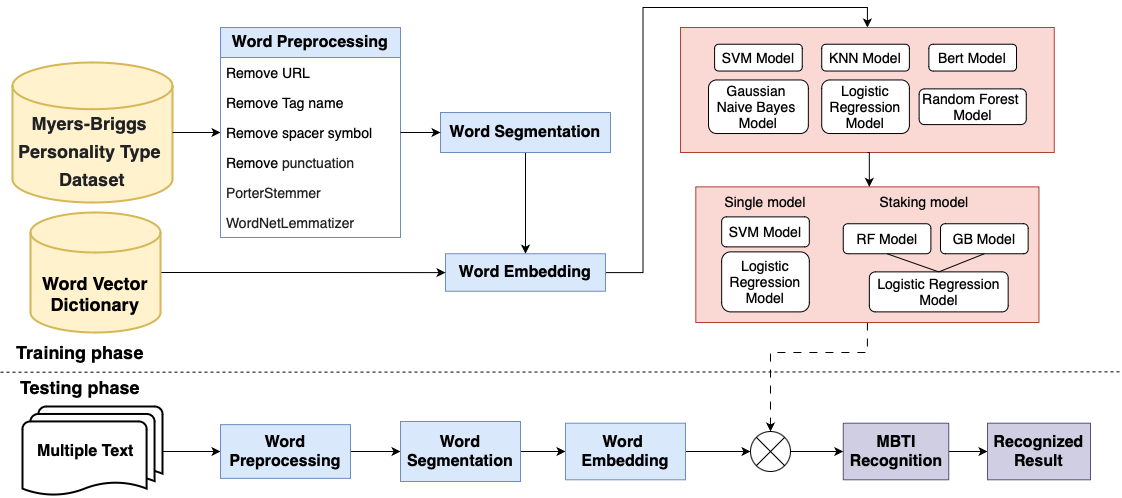 Myers-Briggs
Personality Type
Dataset
Word Vector
Dictionary
Word Preprocessing
Remove URL
Remove Tag name
Remove spacer symbol
Remove punctuation
PorterStemmer
WordNetLemmatizer
Word Segmentation
Word Embedding
SVM Model
KNN Model
Bert Model
Gaussian
Naive Bayes
Model
Logistic
Regression
Model
Random Forest
Model
Single model
SVM Model
Logistic
Regression
Model
Staking model
RF Model
GB Model
Logistic Regression
Model
Training phase
Testing phase
Multiple Text
Word
Preprocessing
Word
Segmentation
Word
Embedding
MBTI
Recognition
Recognized
Result